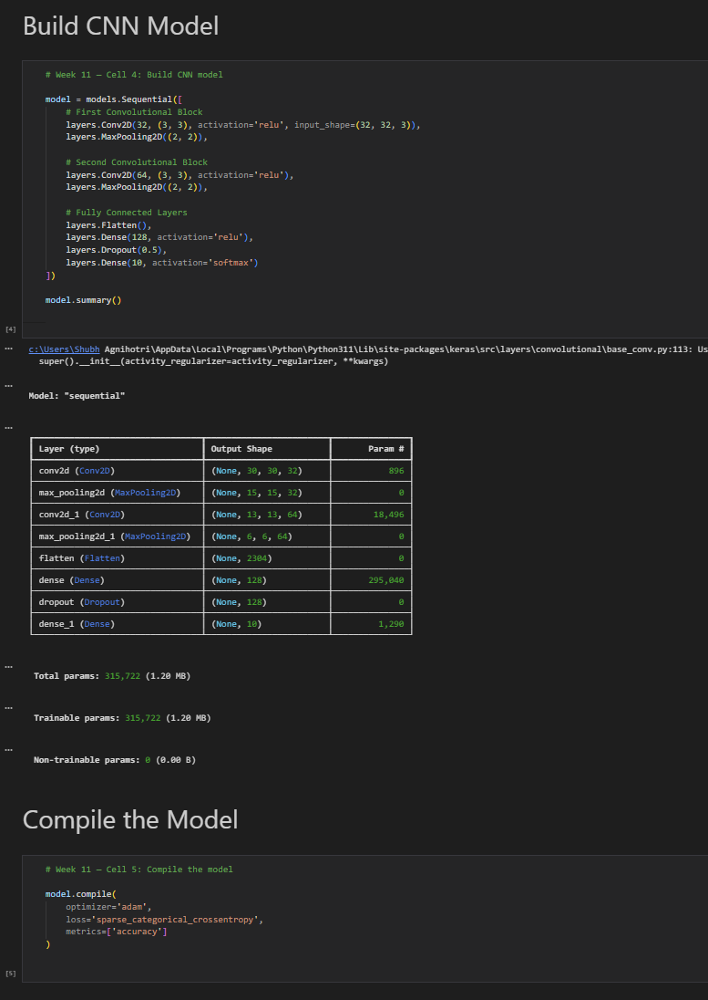 Build CNN Model
# Week 11 — Cell 4: Build CNN model
model = models.Sequential([
# First Convolutional Block
layers.Conv2D(32, (3, 3), activation='relu', input_shape=(32, 32, 3)),
layers.MaxPooling2D((2, 2)),
# Second Convolutional Block
layers.Conv2D(64, (3, 3), activation='relu'),
layers.MaxPooling2D((2, 2)),
# Fully Connected Layers
layers.Flatten(),
layers.Dense(128, activation='relu'),
layers.Dropout(0.5),
layers.Dense(10, activation='softmax')
])
model.summary()
[4]
... c:\Users\Shubh Agnihotri\AppData\Local\Programs\Python\Python311\Lib\site-packages\keras\src\layers\convolutional\base_conv.py:113: Us
super().__init__(activity_regularizer=activity_regularizer, **kwargs)
...
Model: "sequential"
...
Layer (type) Output Shape Param #
conv2d (Conv2D) (None, 30, 30, 32) 896
max_pooling2d (MaxPooling2D) (None, 15, 15, 32) 0
conv2d_1 (Conv2D) (None, 13, 13, 64) 18,496
max_pooling2d_1 (MaxPooling2D) (None, 6, 6, 64) 0
flatten (Flatten) (None, 2304) 0
dense (Dense) (None, 128) 295,040
dropout (Dropout) (None, 128) 0
dense_1 (Dense) (None, 10) 1,290
...
Total params: 315,722 (1.20 MB)
...
Trainable params: 315,722 (1.20 MB)
...
Non-trainable params: 0 (0.00 B)
Compile the Model
# Week 11 — Cell 5: Compile the model
model.compile(
optimizer='adam',
loss='sparse_categorical_crossentropy',
metrics=['accuracy']
)
[5]